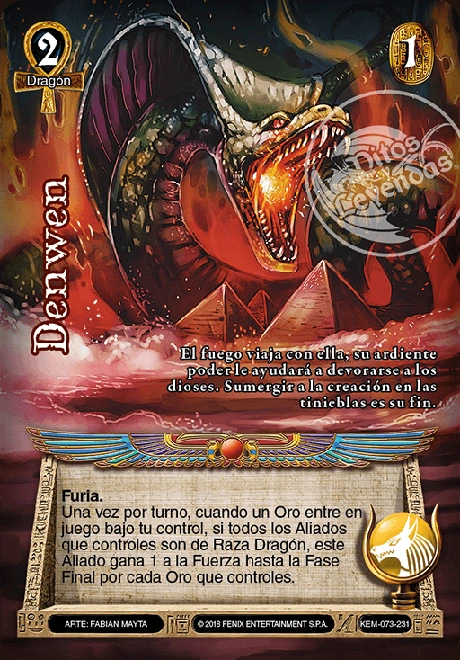 2
Dragón
1
Mitos
y
Leyendas
Denwen
El fuego viaja con ella, su ardiente
poder le ayudará a devorarse a los
dioses. Sumergir a la creación en las
tinieblas es su fin.
Furia.
Una vez por turno, cuando un Oro entre en
juego bajo tu control, si todos los Aliados
que controles son de Raza Dragón, este
Aliado gana 1 a la Fuerza hasta la Fase
Final por cada Oro que controles.
ARTE: FABIAN MAYTA
© 2018 FENIX ENTERTAINMENT S.P.A.
KEM-073-231